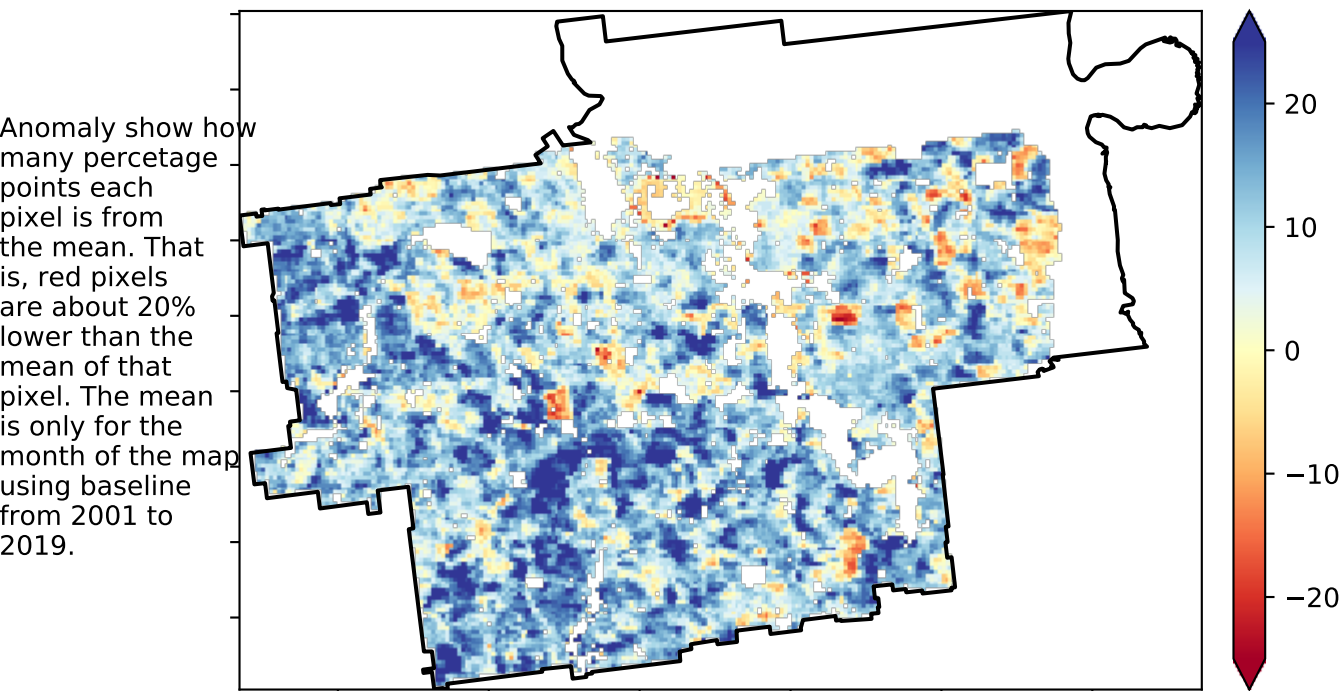 Anomaly show how
many percetage
points each
pixel is from
the mean. That
is, red pixels
are about 20%
lower than the
mean of that
pixel. The mean
is only for the
month of the map
using baseline
from 2001 to
2019.
20
10
0
−10
−20